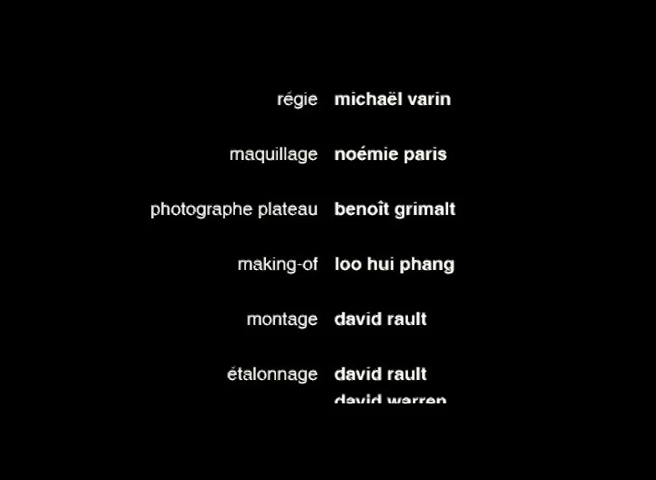 régie michaël varin
maquillage noémie paris
photographe plateau benoît grimalt
making-of loo hui phang
montage david rault
étalonnage david rault
david warren